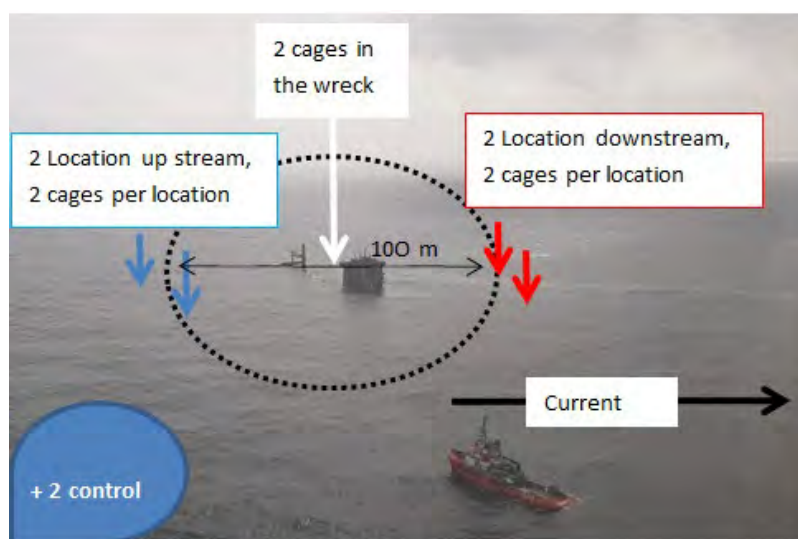 2 cages in
the wreck
2 Location up stream,
2 cages per location
2 Location downstream,
2 cages per location
100 m
Current
+ 2 control